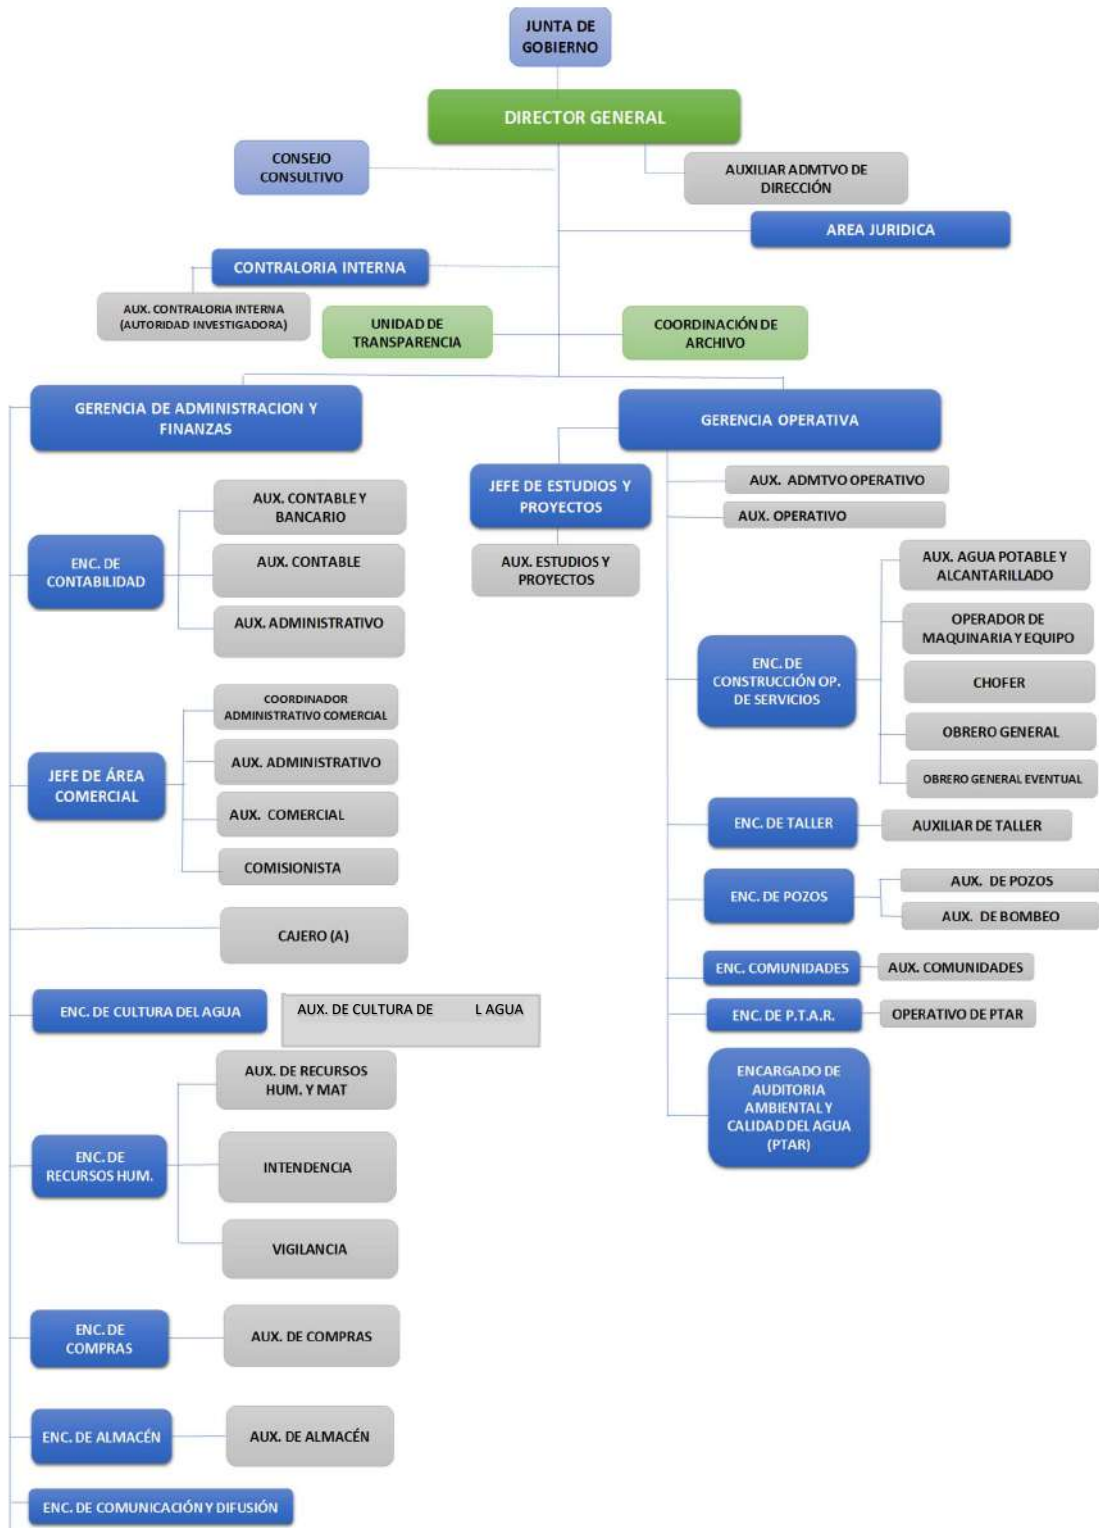 JUNTA DE
GOBIERNO
DIRECTOR GENERAL
CONSEJO
CONSULTIVO
AUXILIAR ADMTVO DE
DIRECCIÓN
AREA JURIDICA
CONTRALORIA INTERNA
AUX. CONTRALORIA INTERNA
(AUTORIDAD INVESTIGADORA)
UNIDAD DE
TRANSPARENCIA
COORDINACIÓN DE
ARCHIVO
GERENCIA DE ADMINISTRACION Y
FINANZAS
ENC. DE
CONTABILIDAD
AUX. CONTABLE Y
BANCARIO
AUX. CONTABLE
AUX. ADMINISTRATIVO
JEFE DE ÁREA
COMERCIAL
COORDINADOR
ADMINISTRATIVO COMERCIAL
AUX. ADMINISTRATIVO
AUX. COMERCIAL
COMISIONISTA
CAJERO (A)
ENC. DE CULTURA DEL AGUA
AUX. DE CULTURA DE L AGUA
ENC. DE
RECURSOS HUM.
AUX. DE RECURSOS
HUM. Y MAT
INTENDENCIA
VIGILANCIA
ENC. DE
COMPRAS
AUX. DE COMPRAS
ENC. DE ALMACÉN
AUX. DE ALMACÉN
ENC. DE COMUNICACIÓN Y DIFUSIÓN
GERENCIA OPERATIVA
JEFE DE ESTUDIOS Y
PROYECTOS
AUX. ESTUDIOS Y
PROYECTOS
AUX. ADMTVO OPERATIVO
AUX. OPERATIVO
ENC. DE
CONSTRUCCIÓN OP.
DE SERVICIOS
AUX. AGUA POTABLE Y
ALCANTARILLADO
OPERADOR DE
MAQUINARIA Y EQUIPO
CHOFER
OBRERO GENERAL
OBRERO GENERAL EVENTUAL
ENC. DE TALLER
AUXILIAR DE TALLER
ENC. DE POZOS
AUX. DE POZOS
AUX. DE BOMBEO
ENC. COMUNIDADES
AUX. COMUNIDADES
ENC. DE P.T.A.R.
OPERATIVO DE PTAR
ENCARGADO DE
AUDITORIA
AMBIENTAL Y
CALIDAD DEL AGUA
(PTAR)